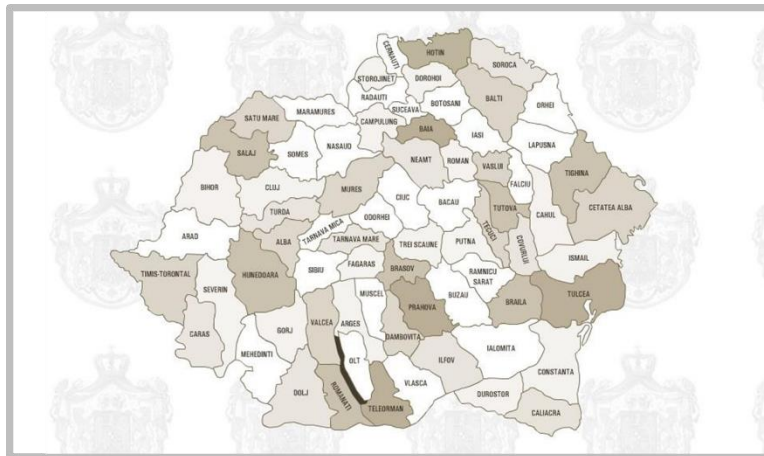 CERNAUTI
HOTIN
SOROCA
STOROJINET
DOROHOI
RADAUTI
BALTI
SATU MARE
MARAMURES
SUCEAVA
BOTOSANI
ORHEI
CAMPULUNG
BAIA
IASI
SALAJ
SOMES
NASAUD
NEAMT
ROMAN
VASLUI
LAPUSNA
TIGHINA
BIHOR
CLUJ
MURES
CIUC
BACAU
FALCIU
TUTOVA
CETATEA ALBA
TURDA
ODORHEI
CAHUL
ARAD
ALBA
TARNAVA MICA
TARNAVA MARE
TREI SCAUNE
PUTNA
TECUCI
COVURLUI
ISMAIL
TIMIS-TORONTAL
HUNEDOARA
SIBIU
FAGARAS
BRASOV
RAMNICU
SARAT
SEVERIN
MUSCEL
PRAHOVA
BUZAU
BRAILA
TULCEA
CARAS
GORJ
VALCEA
ARGES
DAMBOVITA
MEHEDINTI
OLT
ILFOV
IALOMITA
CONSTANTA
DOLJ
ROMANATI
TELEORMAN
VLASCA
DUROSTOR
CALIACRA